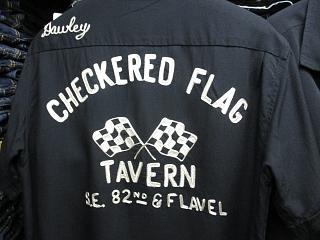 Dawley
CHECKERED FLAG
TAVERN
S.E. 82ND & FLAVEL